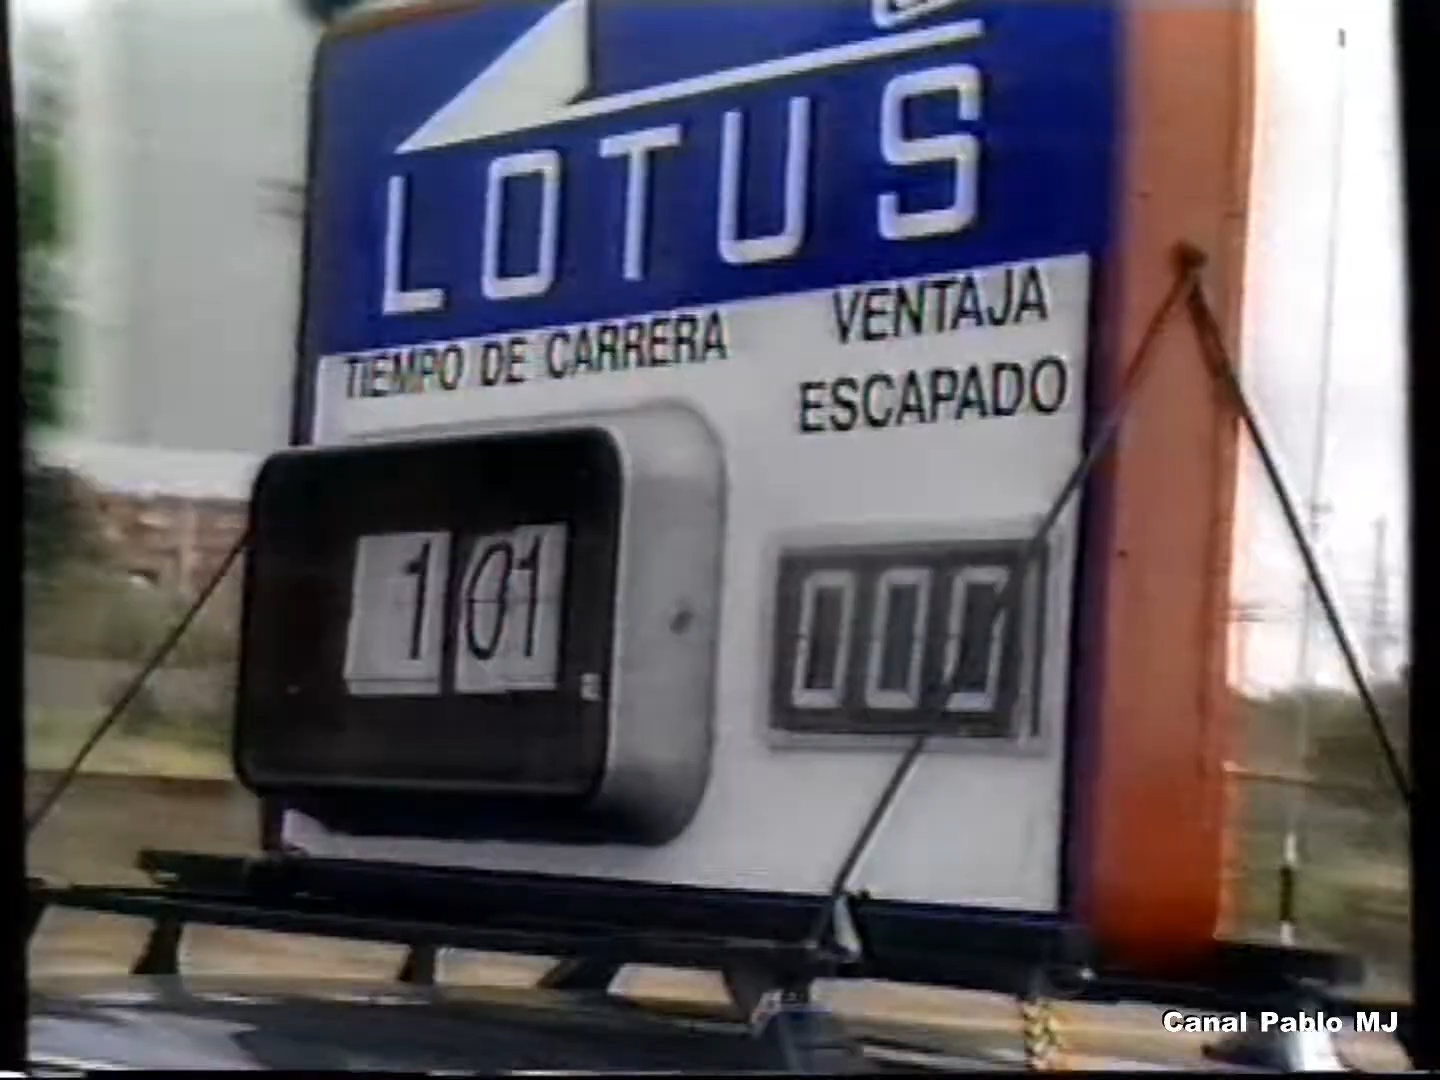 LOTUS
TIEMPO DE CARRERA
VENTAJA
ESCAPADO
1 01
000
Canal Pablo MJ